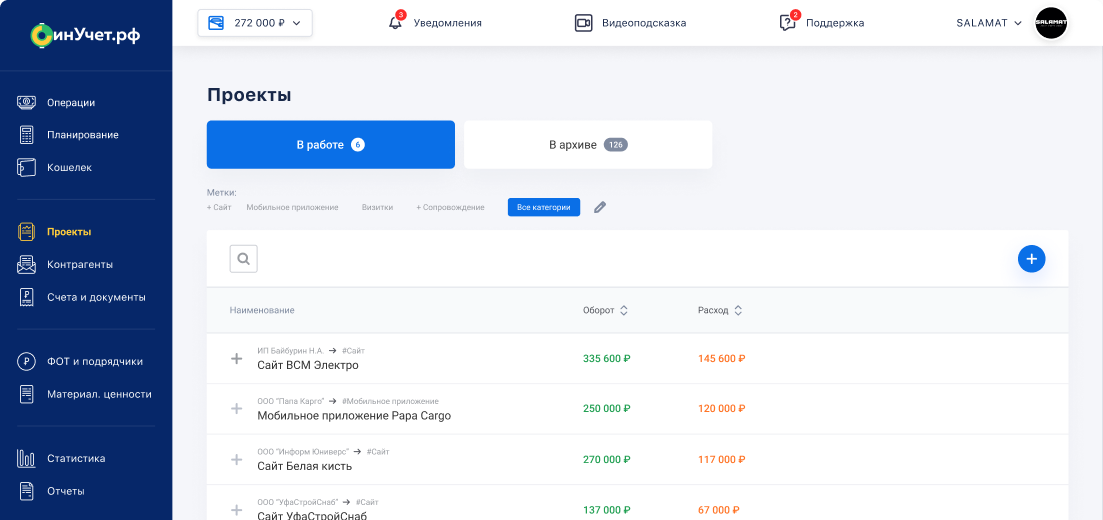 инУчет.рф
272 000 ₽
3
Уведомления
Видеоподсказка
2
Поддержка
SALAMAT
SALAMAT
Операции
Планирование
Кошелек
Проекты
Контрагенты
Счета и документы
ФОТ и подрядчики
Материал. ценности
Статистика
Отчеты
Проекты
В работе 6
В архиве 126
Метки:
+ Сайт Мобильное приложение Визитки + Сопровождение Все категории
Наименование Оборот Расход
ИП Байбурин Н.А. → #Сайт
Сайт ВСМ Электро 335 600 ₽ 145 600 ₽
ООО "Папа Карго" → #Мобильное приложение
Мобильное приложение Papa Cargo 250 000 ₽ 120 000 ₽
ООО "Информ Юниверс" → #Сайт
Сайт Белая кисть 270 000 ₽ 117 000 ₽
ООО "УфаСтройСнаб" → #Сайт
Сайт УфаСтройСнаб 137 000 ₽ 67 000 ₽